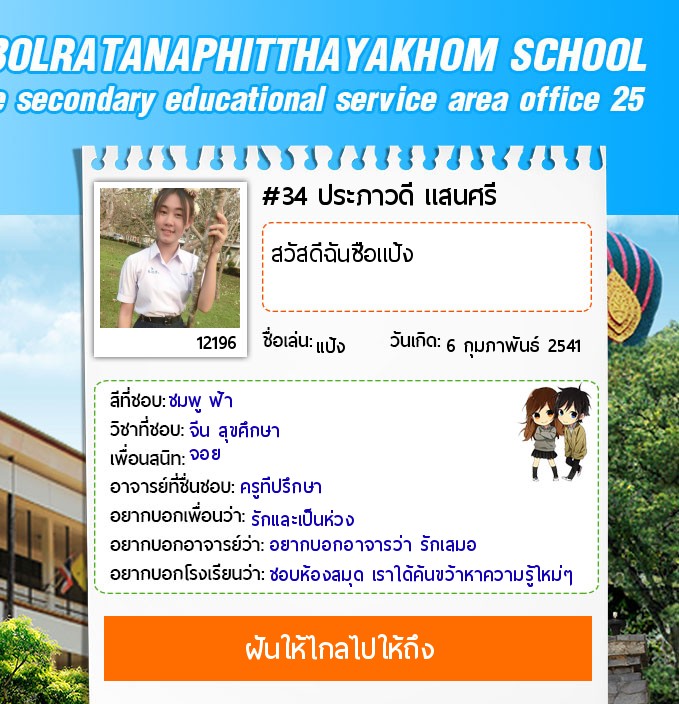 BOLRATANAPHITTHAYAKHOM SCHOOL
e secondary educational service area office 25
#34 ประภาวดี แสนศรี
สวัสดีฉันชือแป้ง
12196
ชื่อเล่น: แป้ง วันเกิด: 6 กุมภาพันธ์ 2541
สีที่ชอบ: ชมพู ฟ้า
วิชาที่ชอบ: จีน สุขศึกษา
เพื่อนสนิท: จอย
อาจารย์ที่ชื่นชอบ: ครูทีปรึกษา
อยากบอกเพื่อนว่า: รักและเป็นห่วง
อยากบอกอาจารย์ว่า: อยากบอกอาจารว่า รักเสมอ
อยากบอกโรงเรียนว่า: ชอบห้องสมุด เราได้ค้นขว้าหาความรู้ใหม่ๆ
ฝันให้ไกลไปให้ถึง